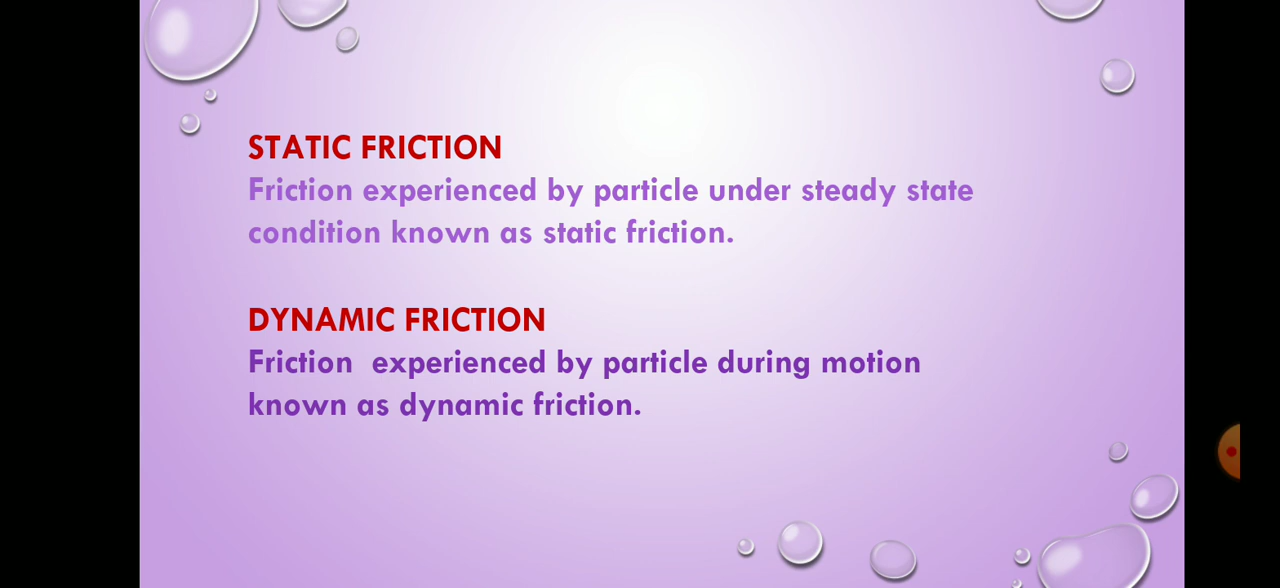 STATIC FRICTION
Friction experienced by particle under steady state
condition known as static friction.
DYNAMIC FRICTION
Friction  experienced by particle during motion
known as dynamic friction.